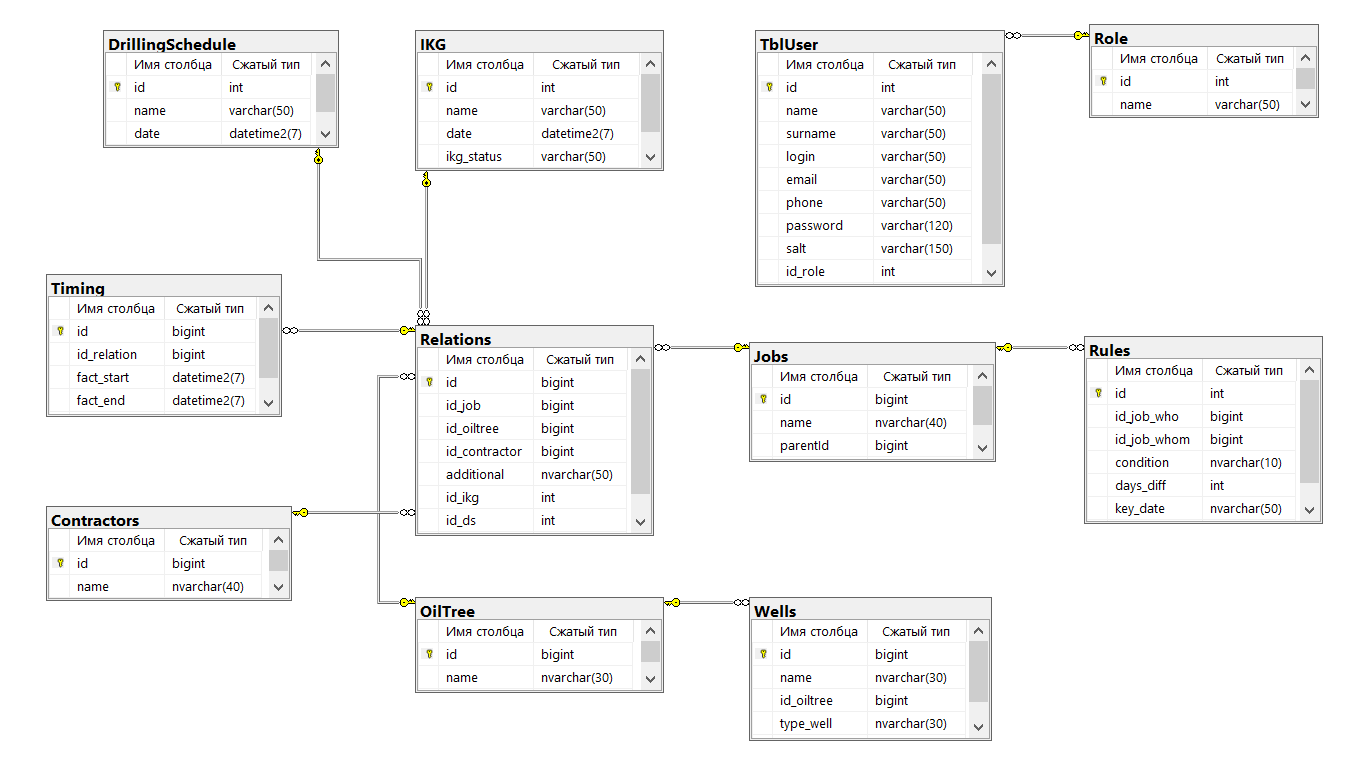 DrillingSchedule
Имя столбца Сжатый тип
id int
name varchar(50)
date datetime2(7)
IKG
Имя столбца Сжатый тип
id int
name varchar(50)
date datetime2(7)
ikg_status varchar(50)
TblUser
Имя столбца Сжатый тип
id int
name varchar(50)
surname varchar(50)
login varchar(50)
email varchar(50)
phone varchar(50)
password varchar(120)
salt varchar(150)
id_role int
Role
Имя столбца Сжатый тип
id int
name varchar(50)
Timing
Имя столбца Сжатый тип
id bigint
id_relation bigint
fact_start datetime2(7)
fact_end datetime2(7)
Relations
Имя столбца Сжатый тип
id bigint
id_job bigint
id_oiltree bigint
id_contractor bigint
additional nvarchar(50)
id_ikg int
id_ds int
Jobs
Имя столбца Сжатый тип
id bigint
name nvarchar(40)
parentId bigint
Rules
Имя столбца Сжатый тип
id int
id_job_who bigint
id_job_whom bigint
condition nvarchar(10)
days_diff int
key_date nvarchar(50)
Contractors
Имя столбца Сжатый тип
id bigint
name nvarchar(40)
OilTree
Имя столбца Сжатый тип
id bigint
name nvarchar(30)
Wells
Имя столбца Сжатый тип
id bigint
name nvarchar(30)
id_oiltree bigint
type_well nvarchar(30)